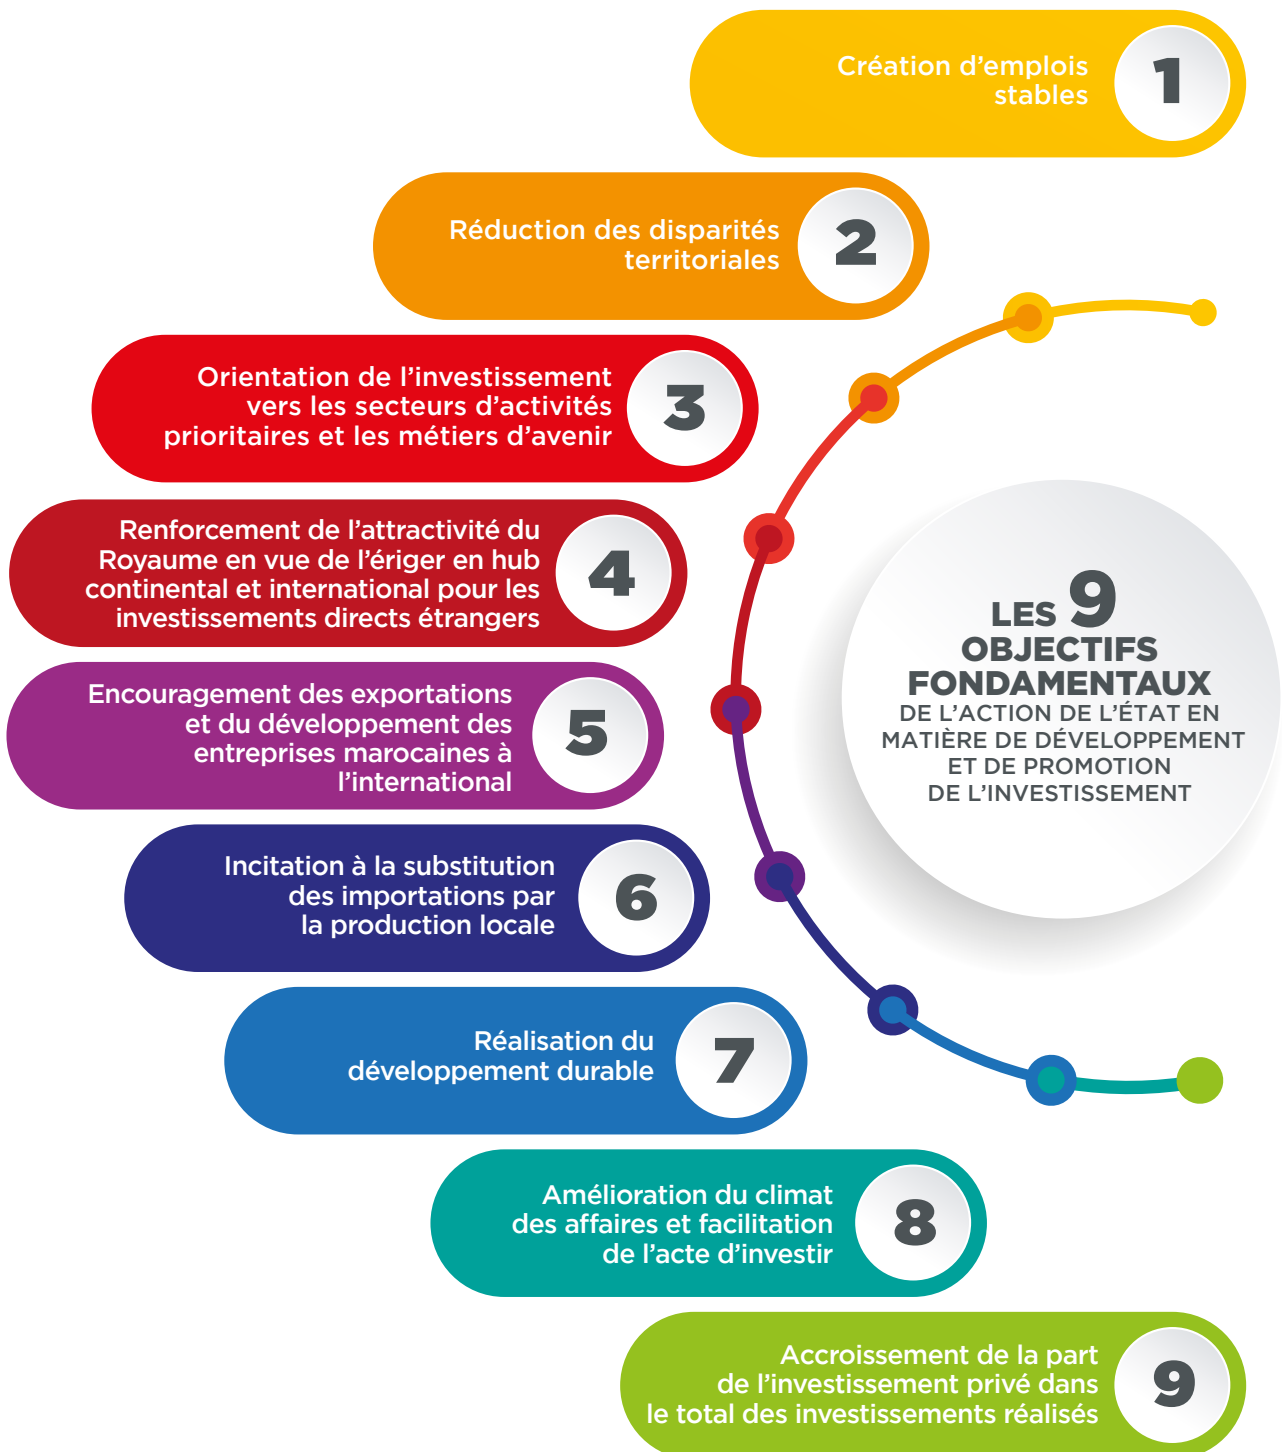 Création d’emplois
stables
1
Réduction des disparités
territoriales
2
Orientation de l’investissement
vers les secteurs d’activités
prioritaires et les métiers d’avenir
3
Renforcement de l’attractivité du
Royaume en vue de l’ériger en hub
continental et international pour les
investissements directs étrangers
4
Encouragement des exportations
et du développement des
entreprises marocaines à
l’international
5
Incitation à la substitution
des importations par
la production locale
6
Réalisation du
développement durable
7
Amélioration du climat
des affaires et facilitation
de l’acte d’investir
8
Accroissement de la part
de l’investissement privé dans
le total des investissements réalisés
9
LES 9
OBJECTIFS
FONDAMENTAUX
DE L’ACTION DE L’ÉTAT EN
MATIÈRE DE DÉVELOPPEMENT
ET DE PROMOTION
DE L’INVESTISSEMENT